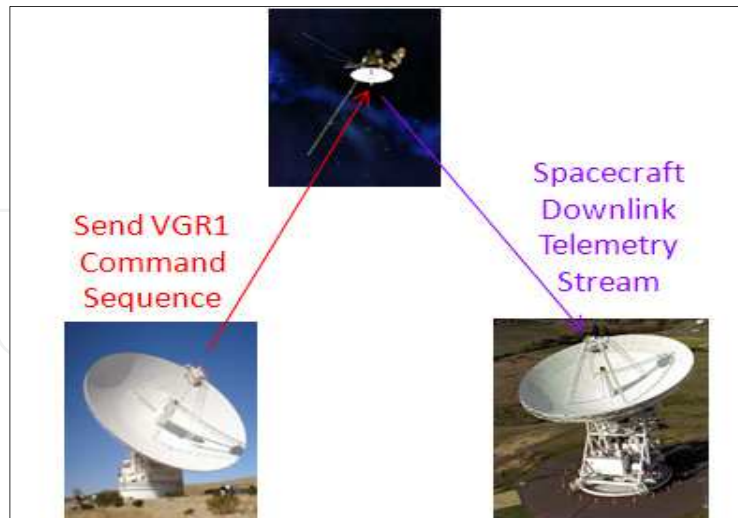 Send VGR1
Command
Sequence
Spacecraft
Downlink
Telemetry
Stream